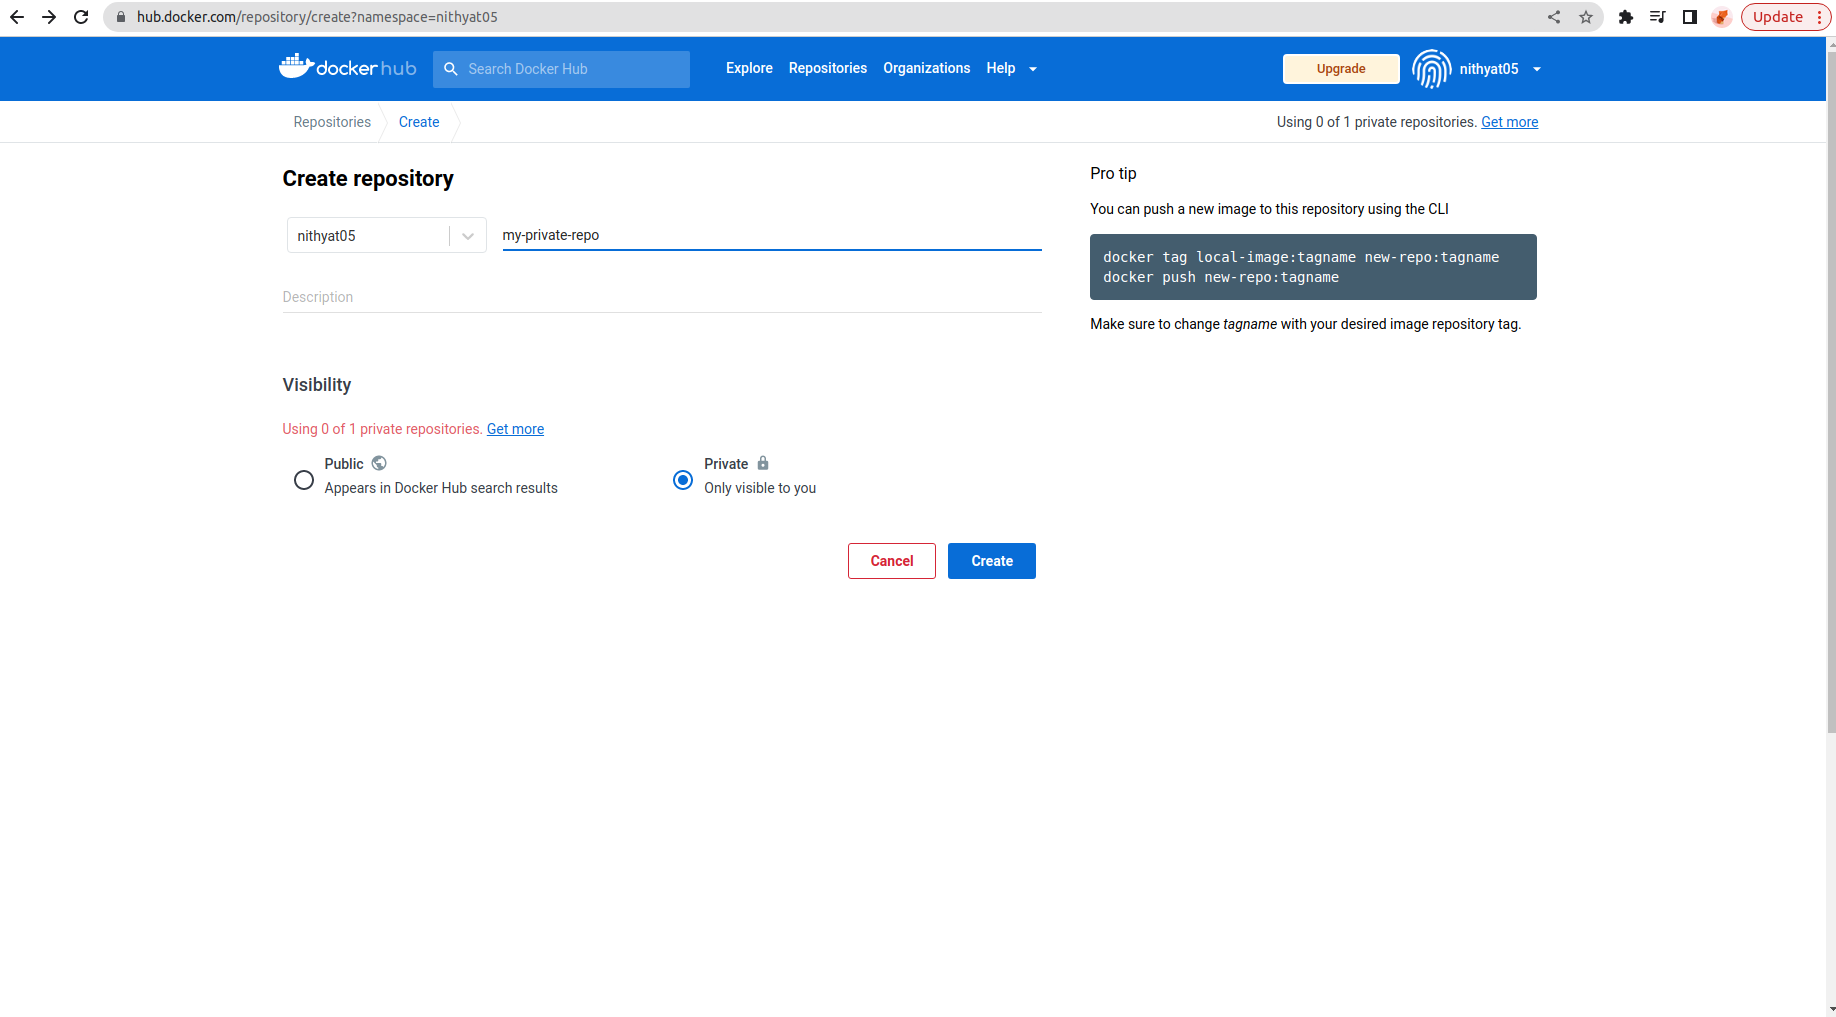 hub.docker.com/repository/create?namespace=nithyat05
Update
docker hub
Search Docker Hub
Explore
Repositories
Organizations
Help
Upgrade
nithyat05
Repositories
Create
Using 0 of 1 private repositories. Get more
Create repository
nithyat05
my-private-repo
Description
Visibility
Using 0 of 1 private repositories. Get more
Public
Appears in Docker Hub search results
Private
Only visible to you
Cancel
Create
Pro tip
You can push a new image to this repository using the CLI
docker tag local-image:tagname new-repo:tagname
docker push new-repo:tagname
Make sure to change tagname with your desired image repository tag.